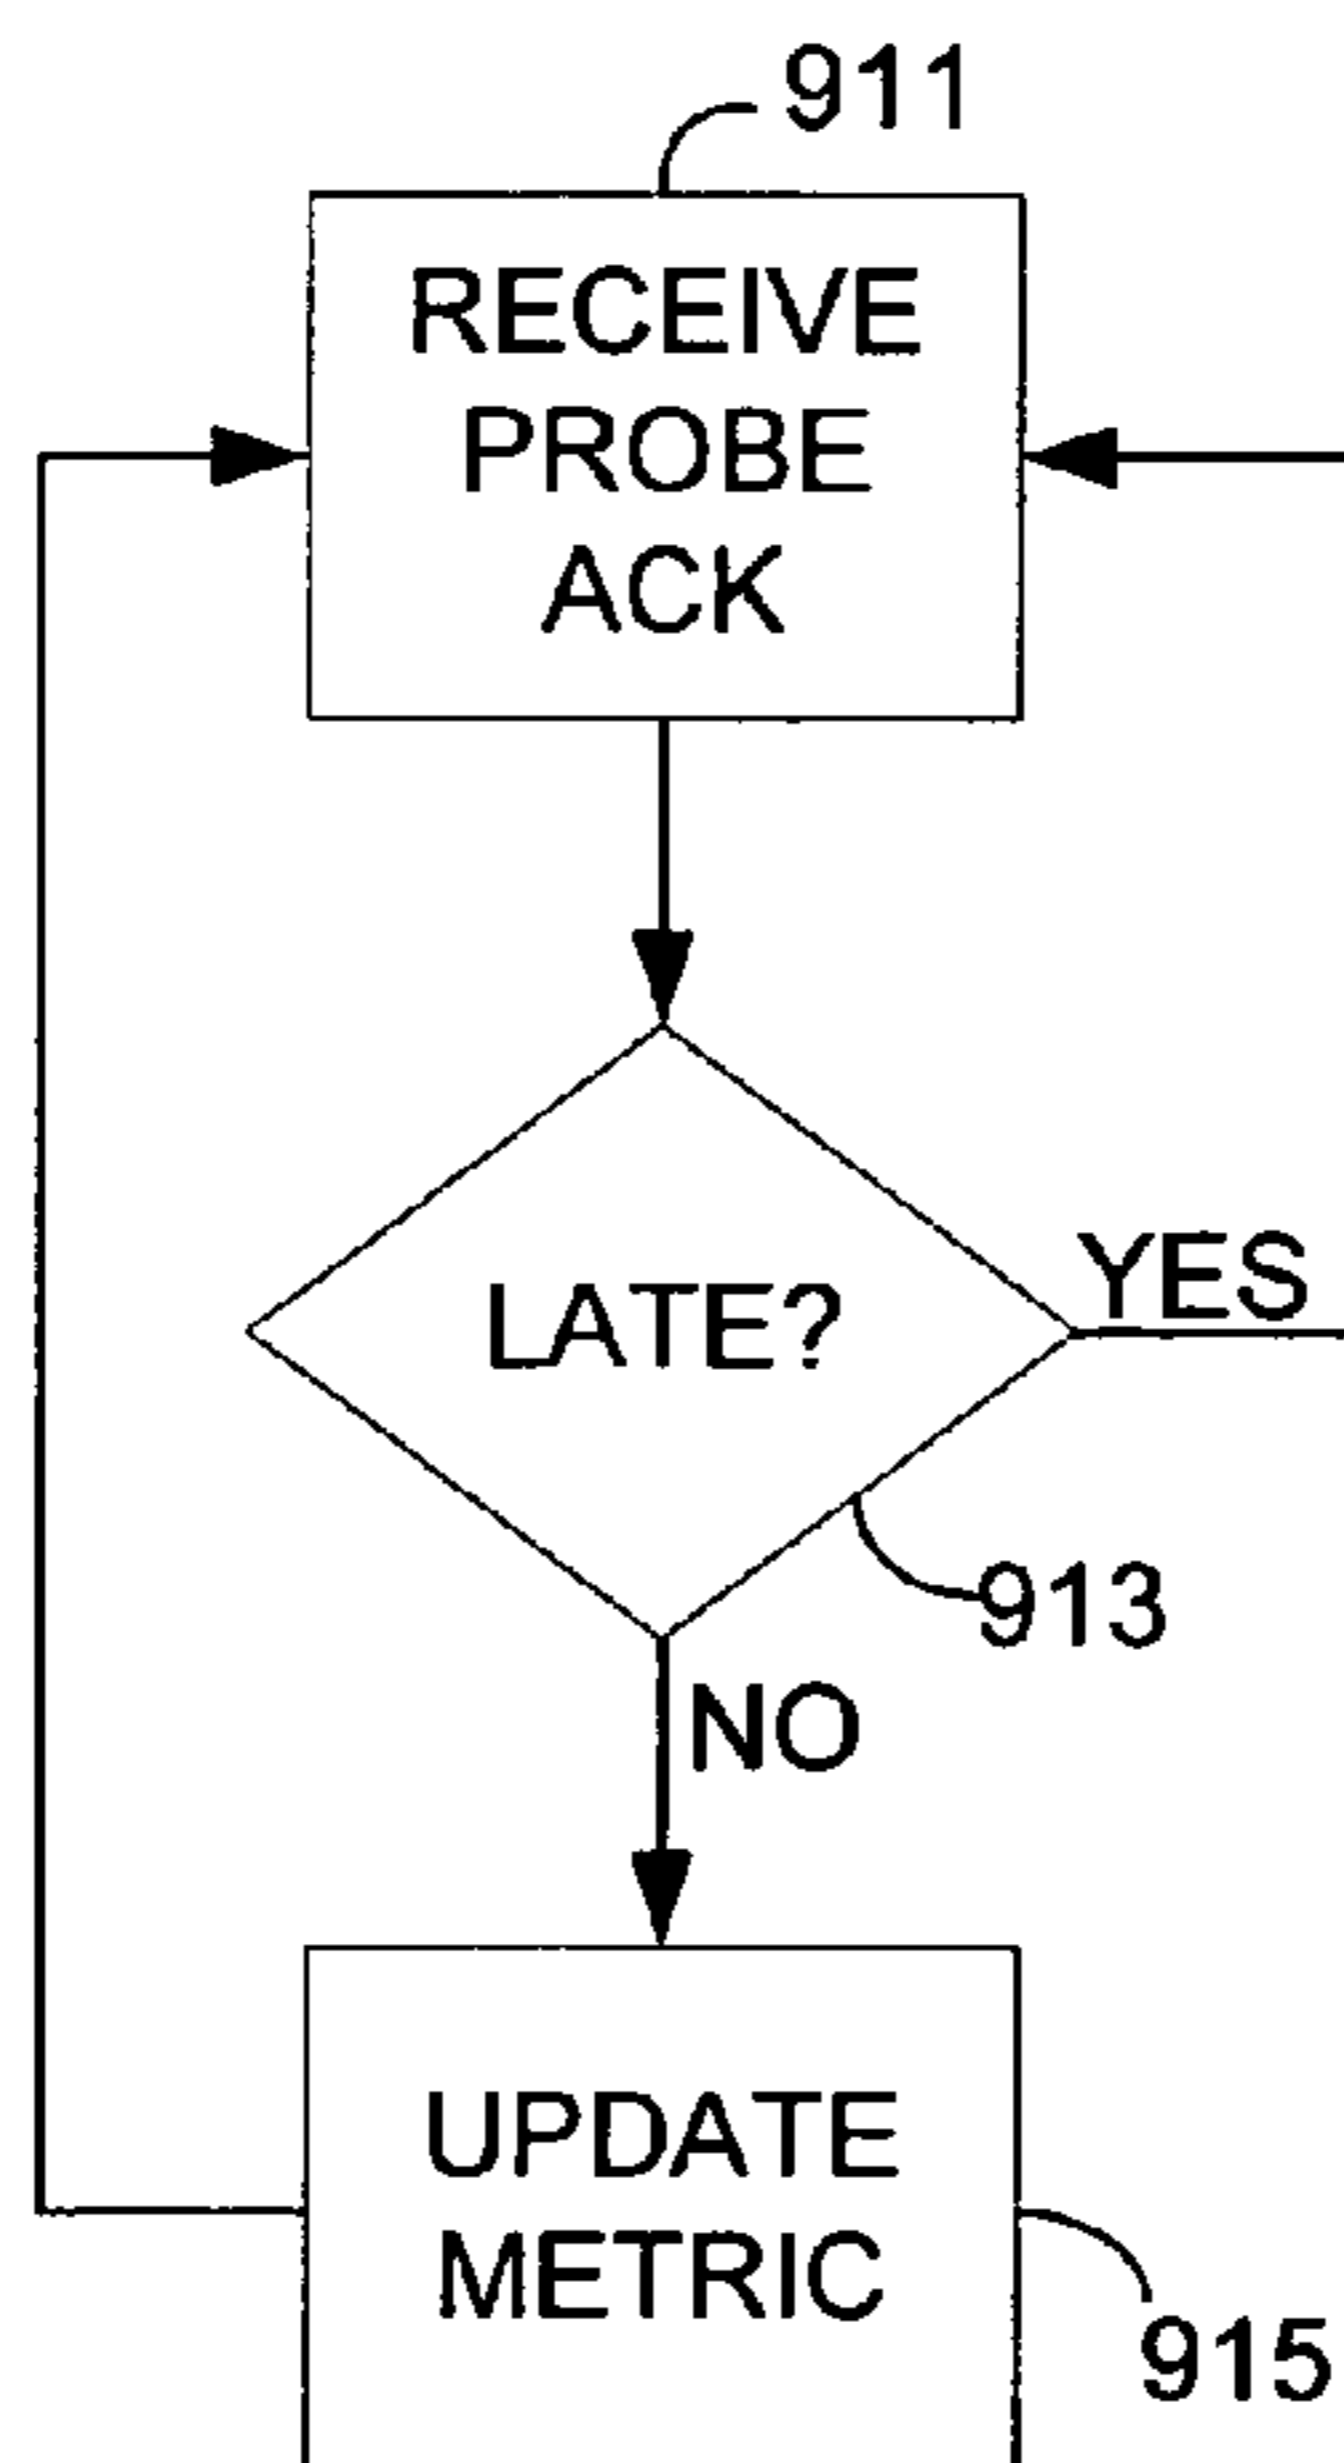 911
RECEIVE
PROBE
ACK
LATE?
YES
913
NO
UPDATE
METRIC
915